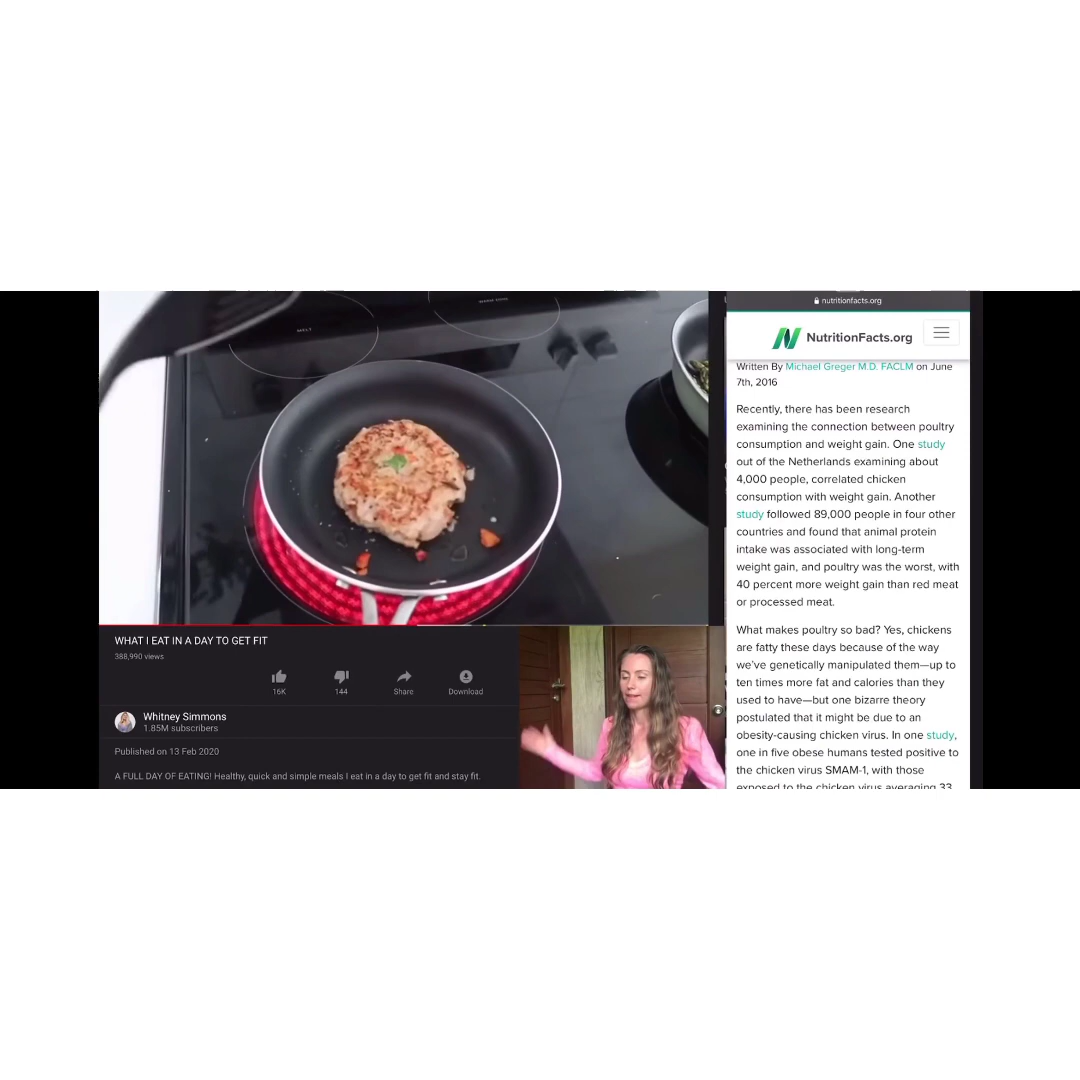 MELT
WARM ZONE
WHAT I EAT IN A DAY TO GET FIT
388,990 views
16K
144
Share
Download
Whitney Simmons
1.85M subscribers
Published on 13 Feb 2020
A FULL DAY OF EATING! Healthy, quick and simple meals I eat in a day to get fit and stay fit.
nutritionfacts.org
NutritionFacts.org
Written By Michael Greger M.D. FACLM on June
7th, 2016
Recently, there has been research
examining the connection between poultry
consumption and weight gain. One study
out of the Netherlands examining about
4,000 people, correlated chicken
consumption with weight gain. Another
study followed 89,000 people in four other
countries and found that animal protein
intake was associated with long-term
weight gain, and poultry was the worst, with
40 percent more weight gain than red meat
or processed meat.
What makes poultry so bad? Yes, chickens
are fatty these days because of the way
we've genetically manipulated them—up to
ten times more fat and calories than they
used to have—but one bizarre theory
postulated that it might be due to an
obesity-causing chicken virus. In one study,
one in five obese humans tested positive to
the chicken virus SMAM-1, with those
exposed to the chicken virus averaging 33